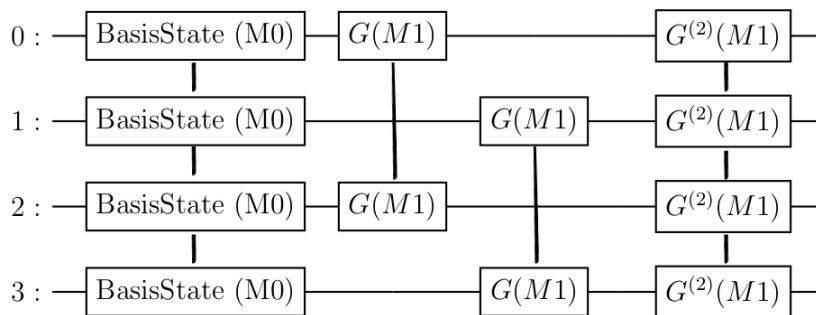 0 : BasisState (M0) G(M1) G⁽²⁾(M1)
1 : BasisState (M0) G(M1) G⁽²⁾(M1)
2 : BasisState (M0) G(M1) G⁽²⁾(M1)
3 : BasisState (M0) G(M1) G⁽²⁾(M1)